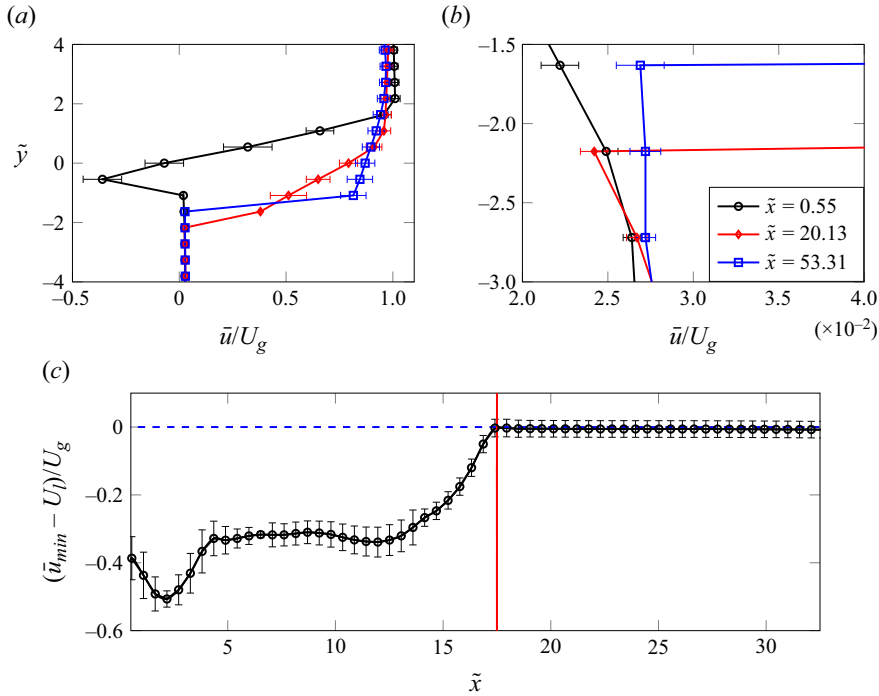 (a)
4
2
0
−2
−4
ỹ
−0.5
0
0.5
1.0
ū/U_g
(b)
−1.5
−2.0
−2.5
−3.0
x̃ = 0.55
x̃ = 20.13
x̃ = 53.31
2.0
2.5
3.0
3.5
4.0
(×10⁻²)
ū/U_g
(c)
0
−0.2
−0.4
−0.6
(ū_min − U_l)/U_g
5
10
15
20
25
30
x̃